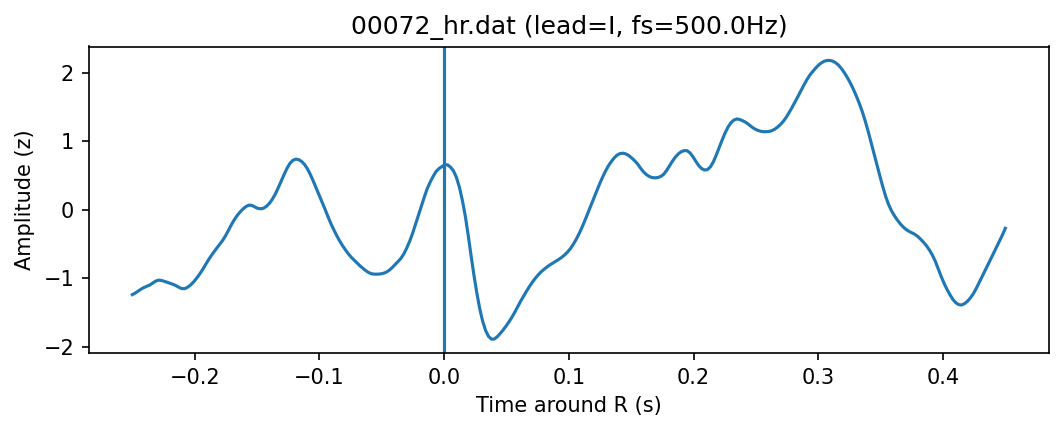 00072_hr.dat (lead=I, fs=500.0Hz)
Amplitude (z)
2
1
0
−1
−2
−0.2 −0.1 0.0 0.1 0.2 0.3 0.4
Time around R (s)